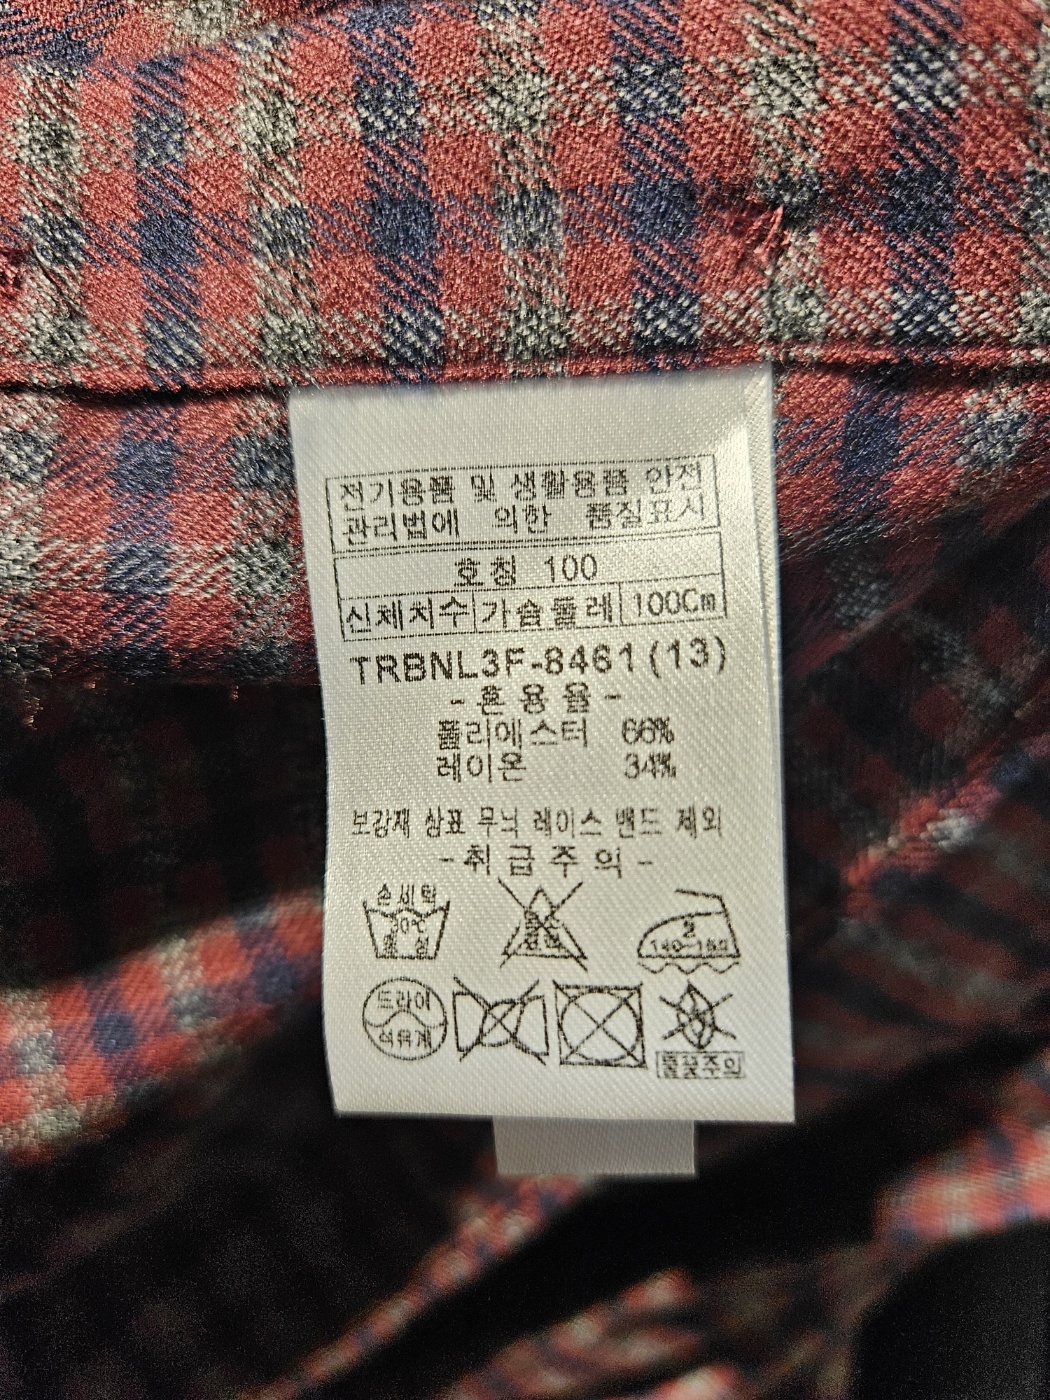 전기용품 및 생활용품 안전
관리법에 의한 품질표시
호칭 100
신체치수 가슴둘레 100Cm
TRBNL3F-8461(13)
- 혼 용 율 -
폴리에스터 66%
레이온 34%
보강재 상표 무늬 레이스 밴드 제외
- 취 급 주 의 -
손세탁
30℃
중성
2
140~160
드라이
석유계
불꽃주의